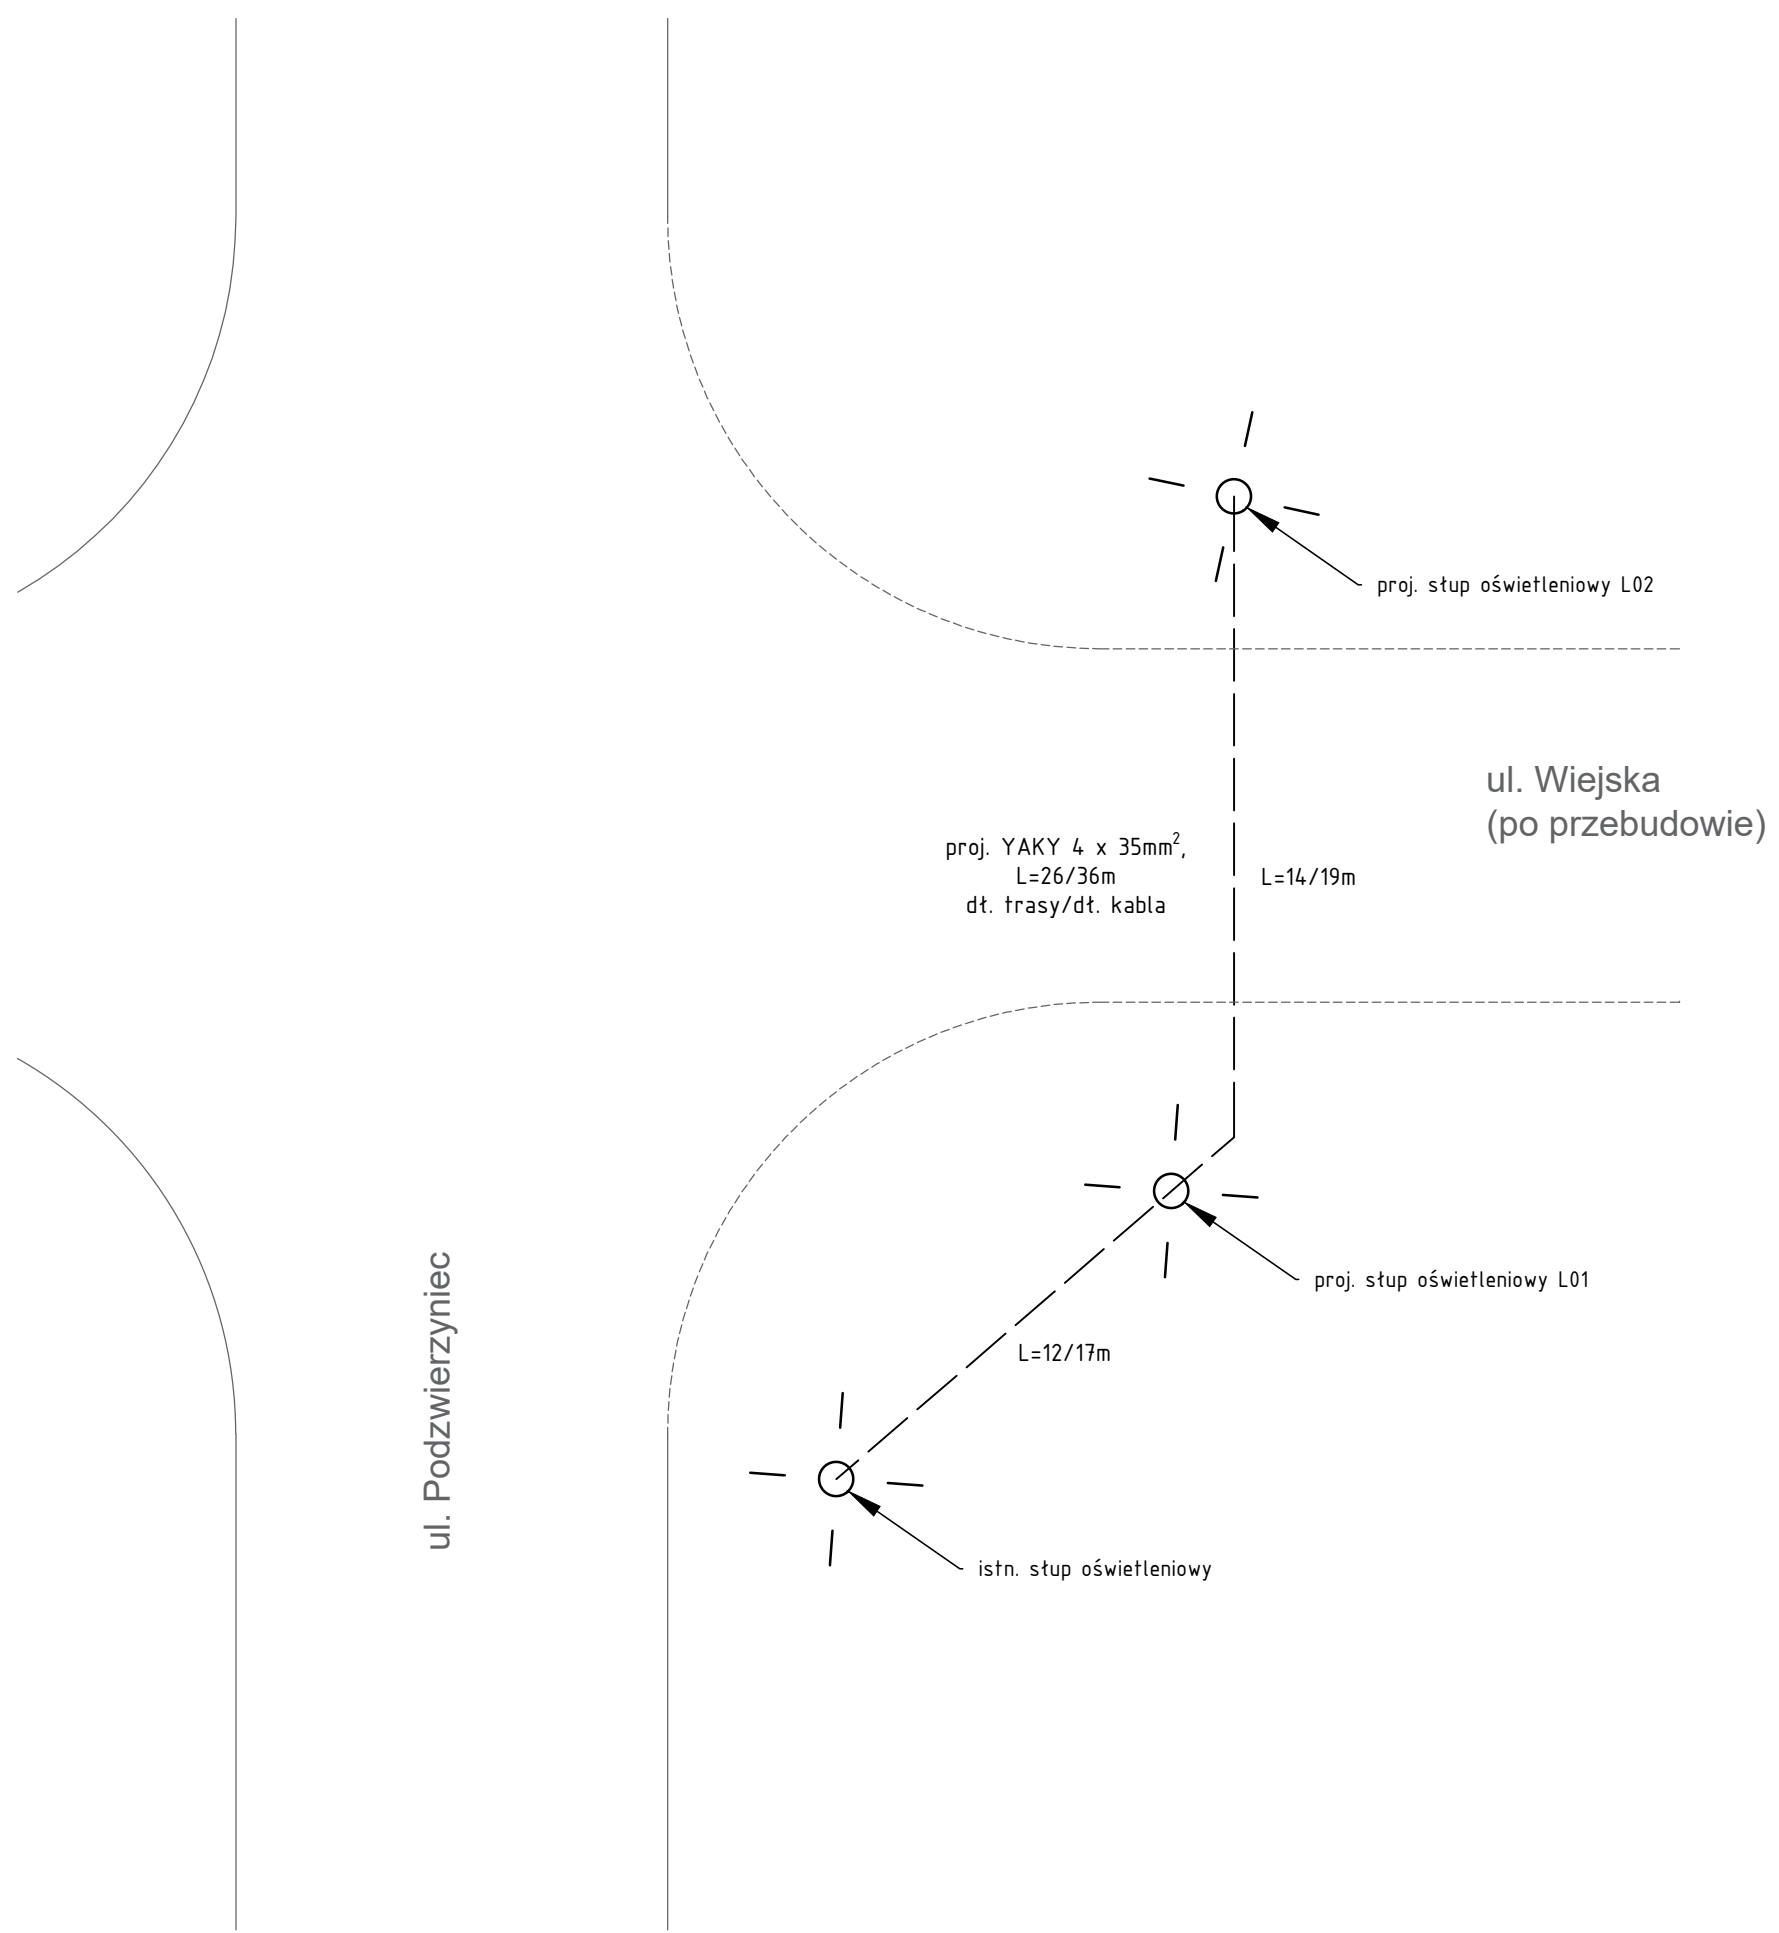 proj. słup oświetleniowy L02
ul. Wiejska
(po przebudowie)
proj. YAKY 4 x 35mm²,
L=26/36m
dł. trasy/dł. kabla
L=14/19m
proj. słup oświetleniowy L01
L=12/17m
ul. Podzwierzyniec
istn. słup oświetleniowy